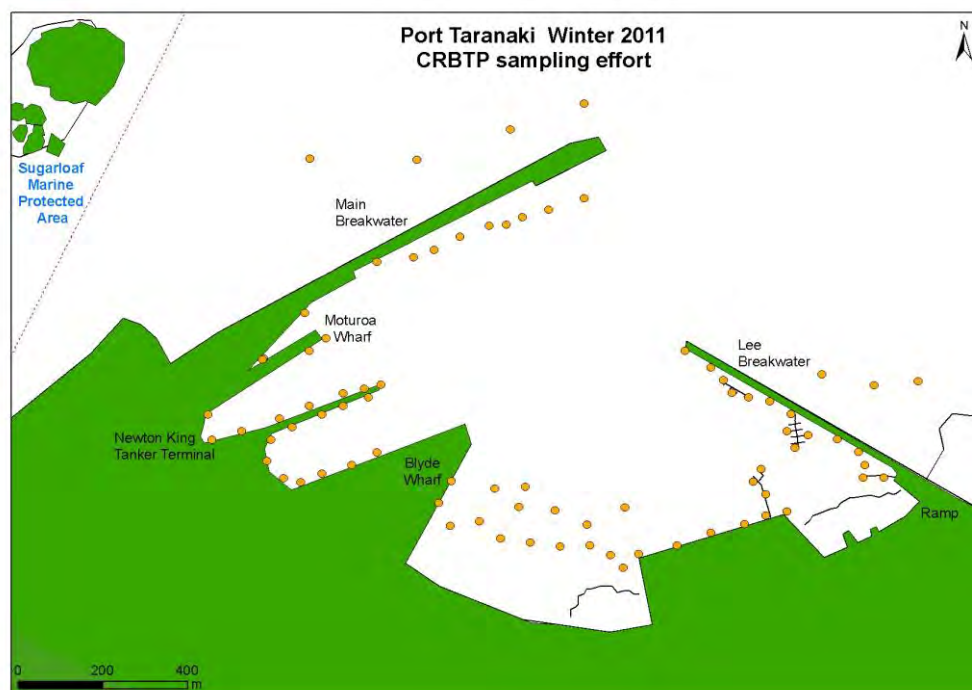 Port Taranaki Winter 2011
CRBTP sampling effort
N
Sugarloaf
Marine
Protected
Area
Main
Breakwater
Moturoa
Wharf
Lee
Breakwater
Newton King
Tanker Terminal
Blyde
Wharf
Ramp
0 200 400
m